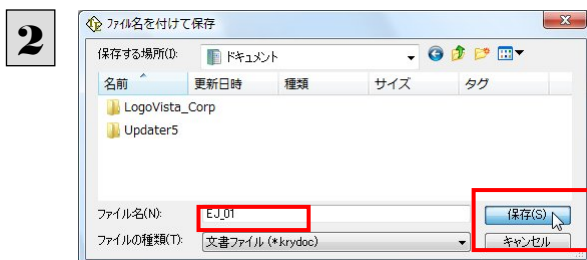 2
ファイル名を付けて保存
保存する場所(I): ドキュメント
名前 更新日時 種類 サイズ タグ
LogoVista_Corp
Updater5
ファイル名(N): EJ_01 保存(S)
ファイルの種類(T): 文書ファイル (*krydoc) キャンセル